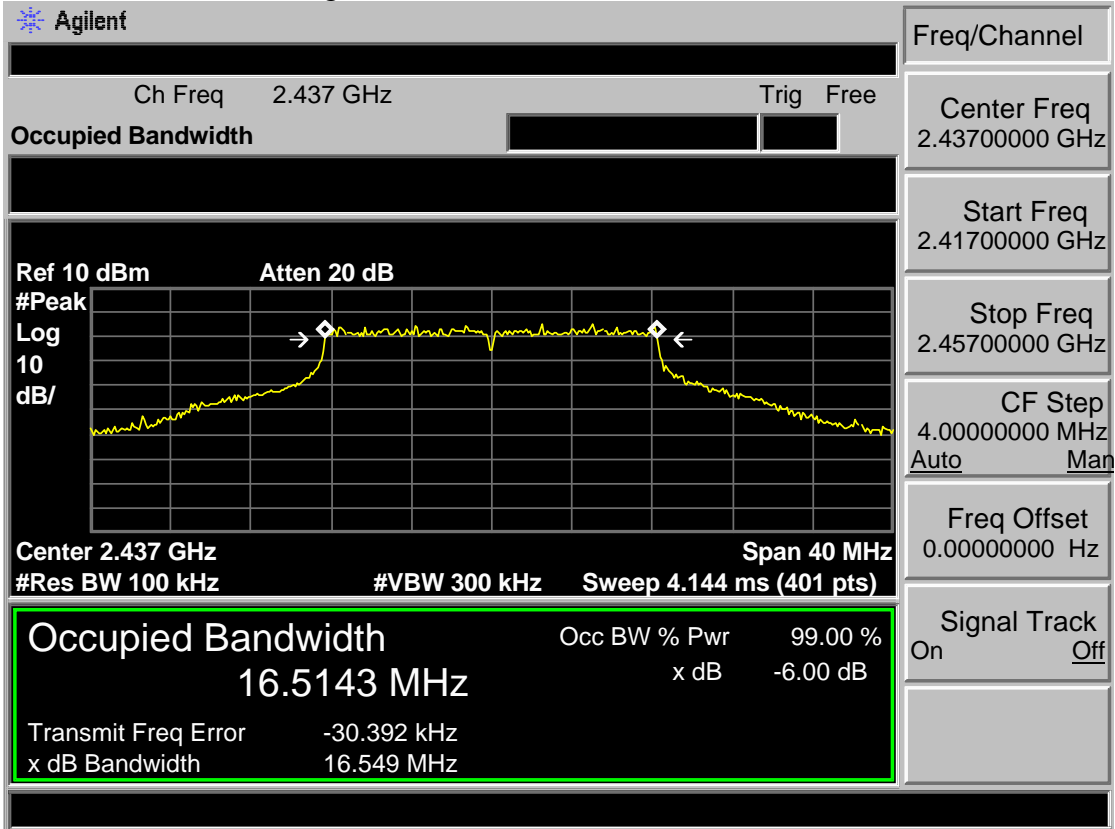 Agilent
Freq/Channel
Ch Freq 2.437 GHz Trig Free
Occupied Bandwidth
Center Freq
2.43700000 GHz
Start Freq
2.41700000 GHz
Stop Freq
2.45700000 GHz
CF Step
4.00000000 MHz
Auto Man
Freq Offset
0.00000000 Hz
Signal Track
On Off
Ref 10 dBm Atten 20 dB
#Peak
Log
10
dB/
Center 2.437 GHz Span 40 MHz
#Res BW 100 kHz #VBW 300 kHz Sweep 4.144 ms (401 pts)
Occupied Bandwidth Occ BW % Pwr 99.00 %
16.5143 MHz x dB -6.00 dB
Transmit Freq Error -30.392 kHz
x dB Bandwidth 16.549 MHz